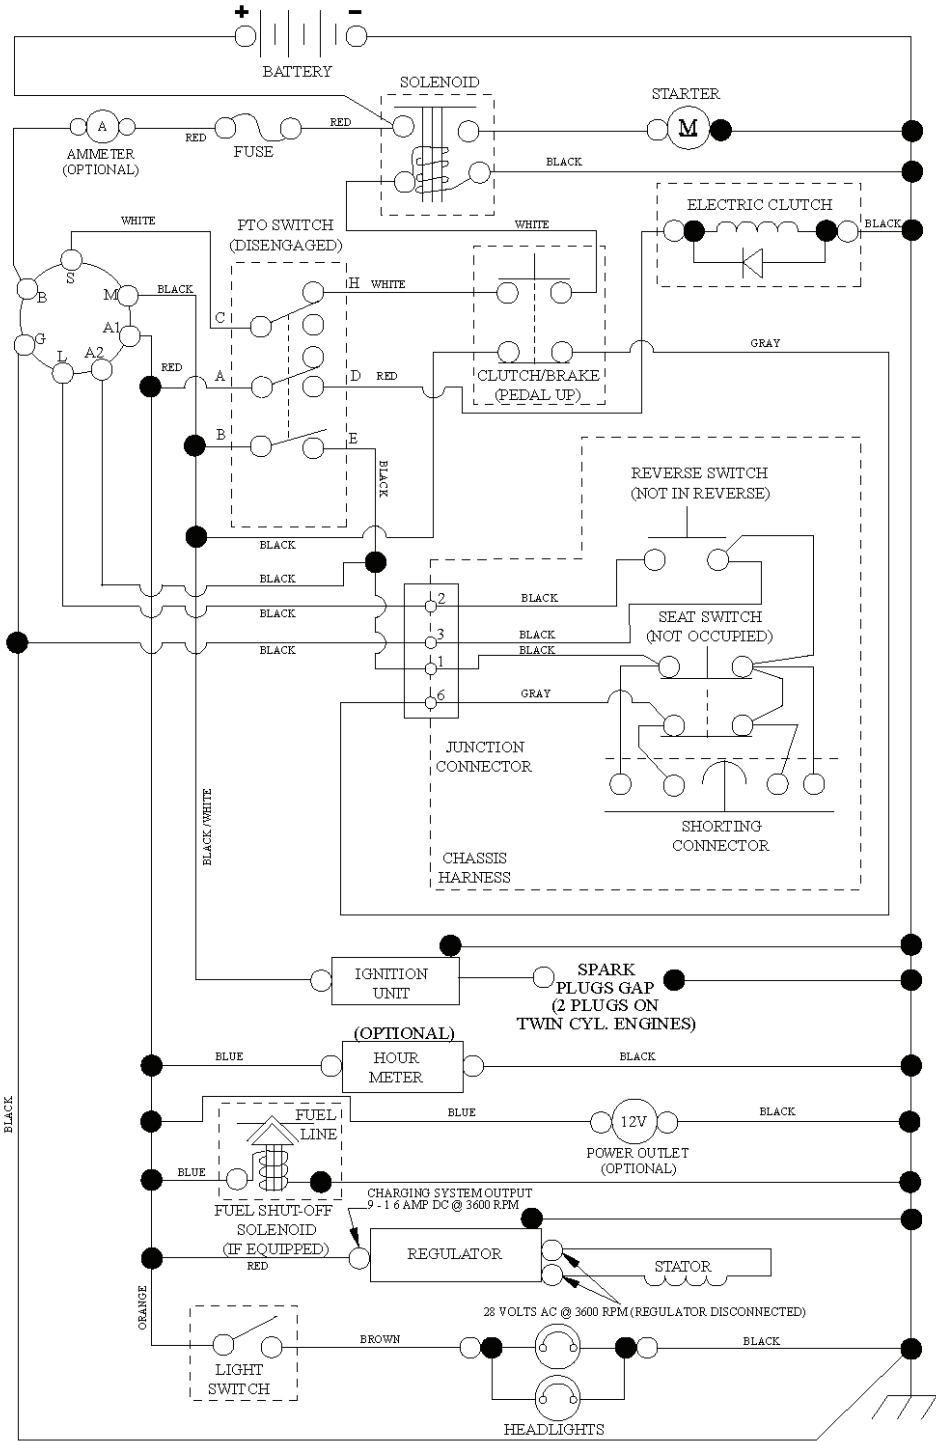 + −
BATTERY
SOLENOID
STARTER
A
RED
RED
M
AMMETER
(OPTIONAL)
FUSE
BLACK
ELECTRIC CLUTCH
WHITE
PTO SWITCH
(DISENGAGED)
WHITE
BLACK
S
H WHITE
B
M
BLACK
C
G
A1
L
A2
RED
A
D RED
CLUTCH/BRAKE
(PEDAL UP)
GRAY
B
E
BLACK
REVERSE SWITCH
(NOT IN REVERSE)
BLACK
BLACK
BLACK
2
BLACK
SEAT SWITCH
(NOT OCCUPIED)
BLACK
3
BLACK
BLACK
1
GRAY
6
JUNCTION
CONNECTOR
BLACK / WHITE
SHORTING
CONNECTOR
CHASSIS
HARNESS
IGNITION
UNIT
SPARK
PLUGS GAP
(2 PLUGS ON
TWIN CYL. ENGINES)
(OPTIONAL)
BLUE
HOUR
METER
BLACK
BLACK
FUEL
LINE
BLUE
12V
BLACK
POWER OUTLET
(OPTIONAL)
BLUE
CHARGING SYSTEM OUTPUT
9 - 1 6 AMP DC @ 3600 RPM
FUEL SHUT-OFF
SOLENOID
(IF EQUIPPED)
RED
REGULATOR
STATOR
ORANGE
28 VOLTS AC @ 3600 RPM (REGULATOR DISCONNECTED)
BROWN
BLACK
LIGHT
SWITCH
HEADLIGHTS